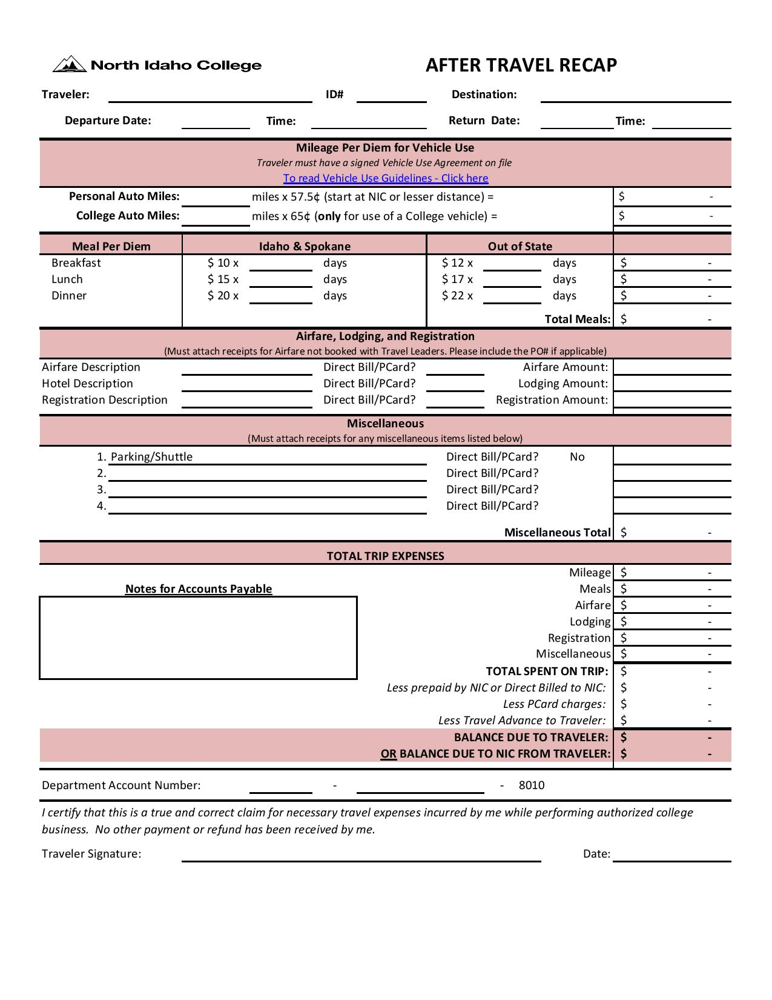 North Idaho College
AFTER TRAVEL RECAP
Traveler: ID# Destination:
Departure Date: Time: Return Date: Time:
Mileage Per Diem for Vehicle Use
Traveler must have a signed Vehicle Use Agreement on file
To read Vehicle Use Guidelines - Click here
Personal Auto Miles: miles x 57.5¢ (start at NIC or lesser distance) = $ -
College Auto Miles: miles x 65¢ (only for use of a College vehicle) = $ -
Meal Per Diem Idaho & Spokane Out of State
Breakfast $ 10 x days $ 12 x days $ -
Lunch $ 15 x days $ 17 x days $ -
Dinner $ 20 x days $ 22 x days $ -
Total Meals: $ -
Airfare, Lodging, and Registration
(Must attach receipts for Airfare not booked with Travel Leaders. Please include the PO# if applicable)
Airfare Description Direct Bill/PCard? Airfare Amount:
Hotel Description Direct Bill/PCard? Lodging Amount:
Registration Description Direct Bill/PCard? Registration Amount:
Miscellaneous
(Must attach receipts for any miscellaneous items listed below)
1. Parking/Shuttle Direct Bill/PCard? No
2. Direct Bill/PCard?
3. Direct Bill/PCard?
4. Direct Bill/PCard?
Miscellaneous Total $ -
TOTAL TRIP EXPENSES
Mileage $ -
Notes for Accounts Payable Meals $ -
Airfare $ -
Lodging $ -
Registration $ -
Miscellaneous $ -
TOTAL SPENT ON TRIP: $ -
Less prepaid by NIC or Direct Billed to NIC: $ -
Less PCard charges: $ -
Less Travel Advance to Traveler: $ -
BALANCE DUE TO TRAVELER: $ -
OR BALANCE DUE TO NIC FROM TRAVELER: $ -
Department Account Number: - - 8010
I certify that this is a true and correct claim for necessary travel expenses incurred by me while performing authorized college
business. No other payment or refund has been received by me.
Traveler Signature: Date: